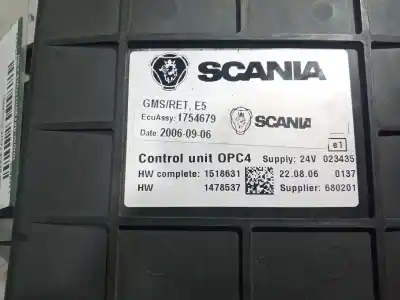 SCANIA
GMS/RET, E5
EcuAssy: 1754679
Date: 2006-09-06
SCANIA
e1
Control unit OPC4 Supply: 24V 023435
HW complete: 1518631 22.08.06 0137
HW 1478537 Supplier: 680201